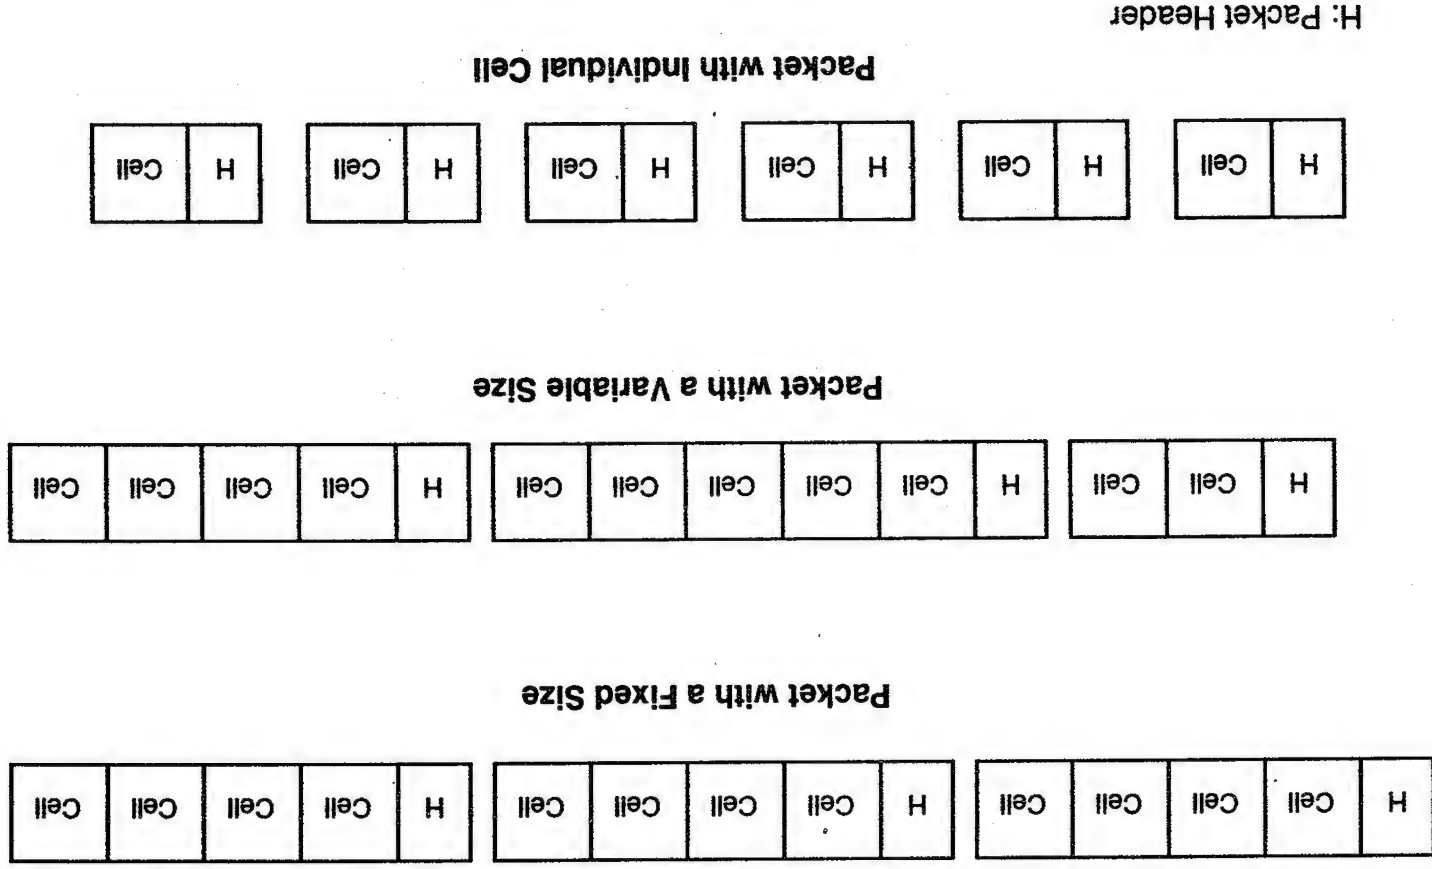 H Cell Cell Cell Cell H Cell Cell Cell Cell H Cell Cell Cell Cell
Packet with a Fixed Size
H Cell Cell H Cell Cell Cell Cell Cell H Cell Cell Cell Cell
Packet with a Variable Size
H Cell H Cell H Cell H Cell H Cell H Cell
Packet with Individual Cell
H: Packet Header